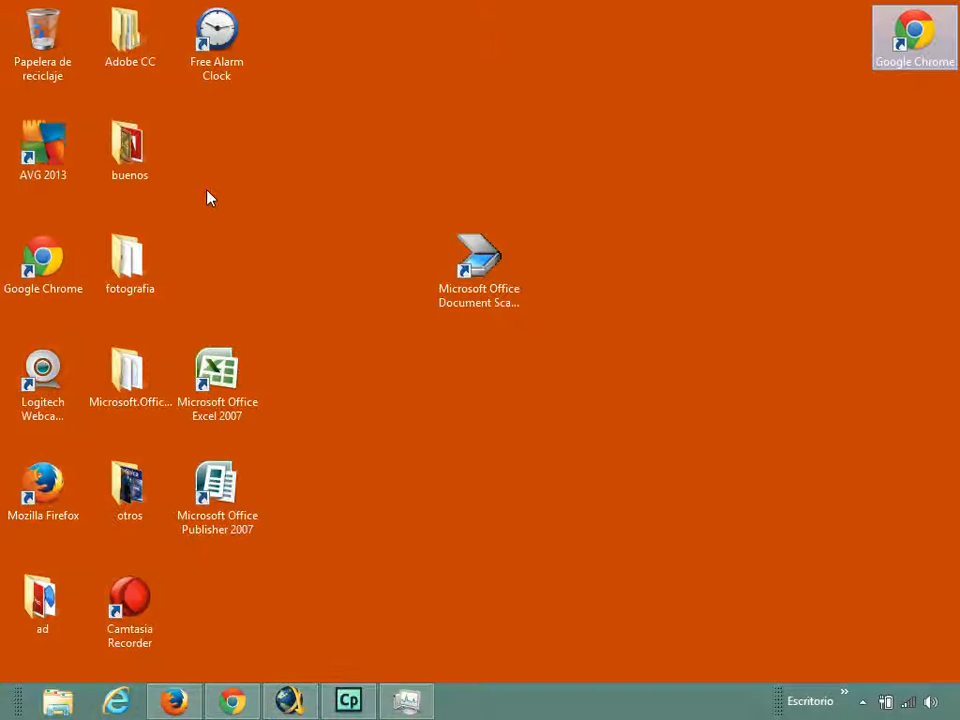 Papelera de
reciclaje
Adobe CC
Free Alarm
Clock
Google Chrome
AVG 2013
buenos
Google Chrome
fotografia
Microsoft Office
Document Sca...
Logitech
Webca...
Microsoft.Offic...
Microsoft Office
Excel 2007
Mozilla Firefox
otros
Microsoft Office
Publisher 2007
ad
Camtasia
Recorder
Cp
Escritorio